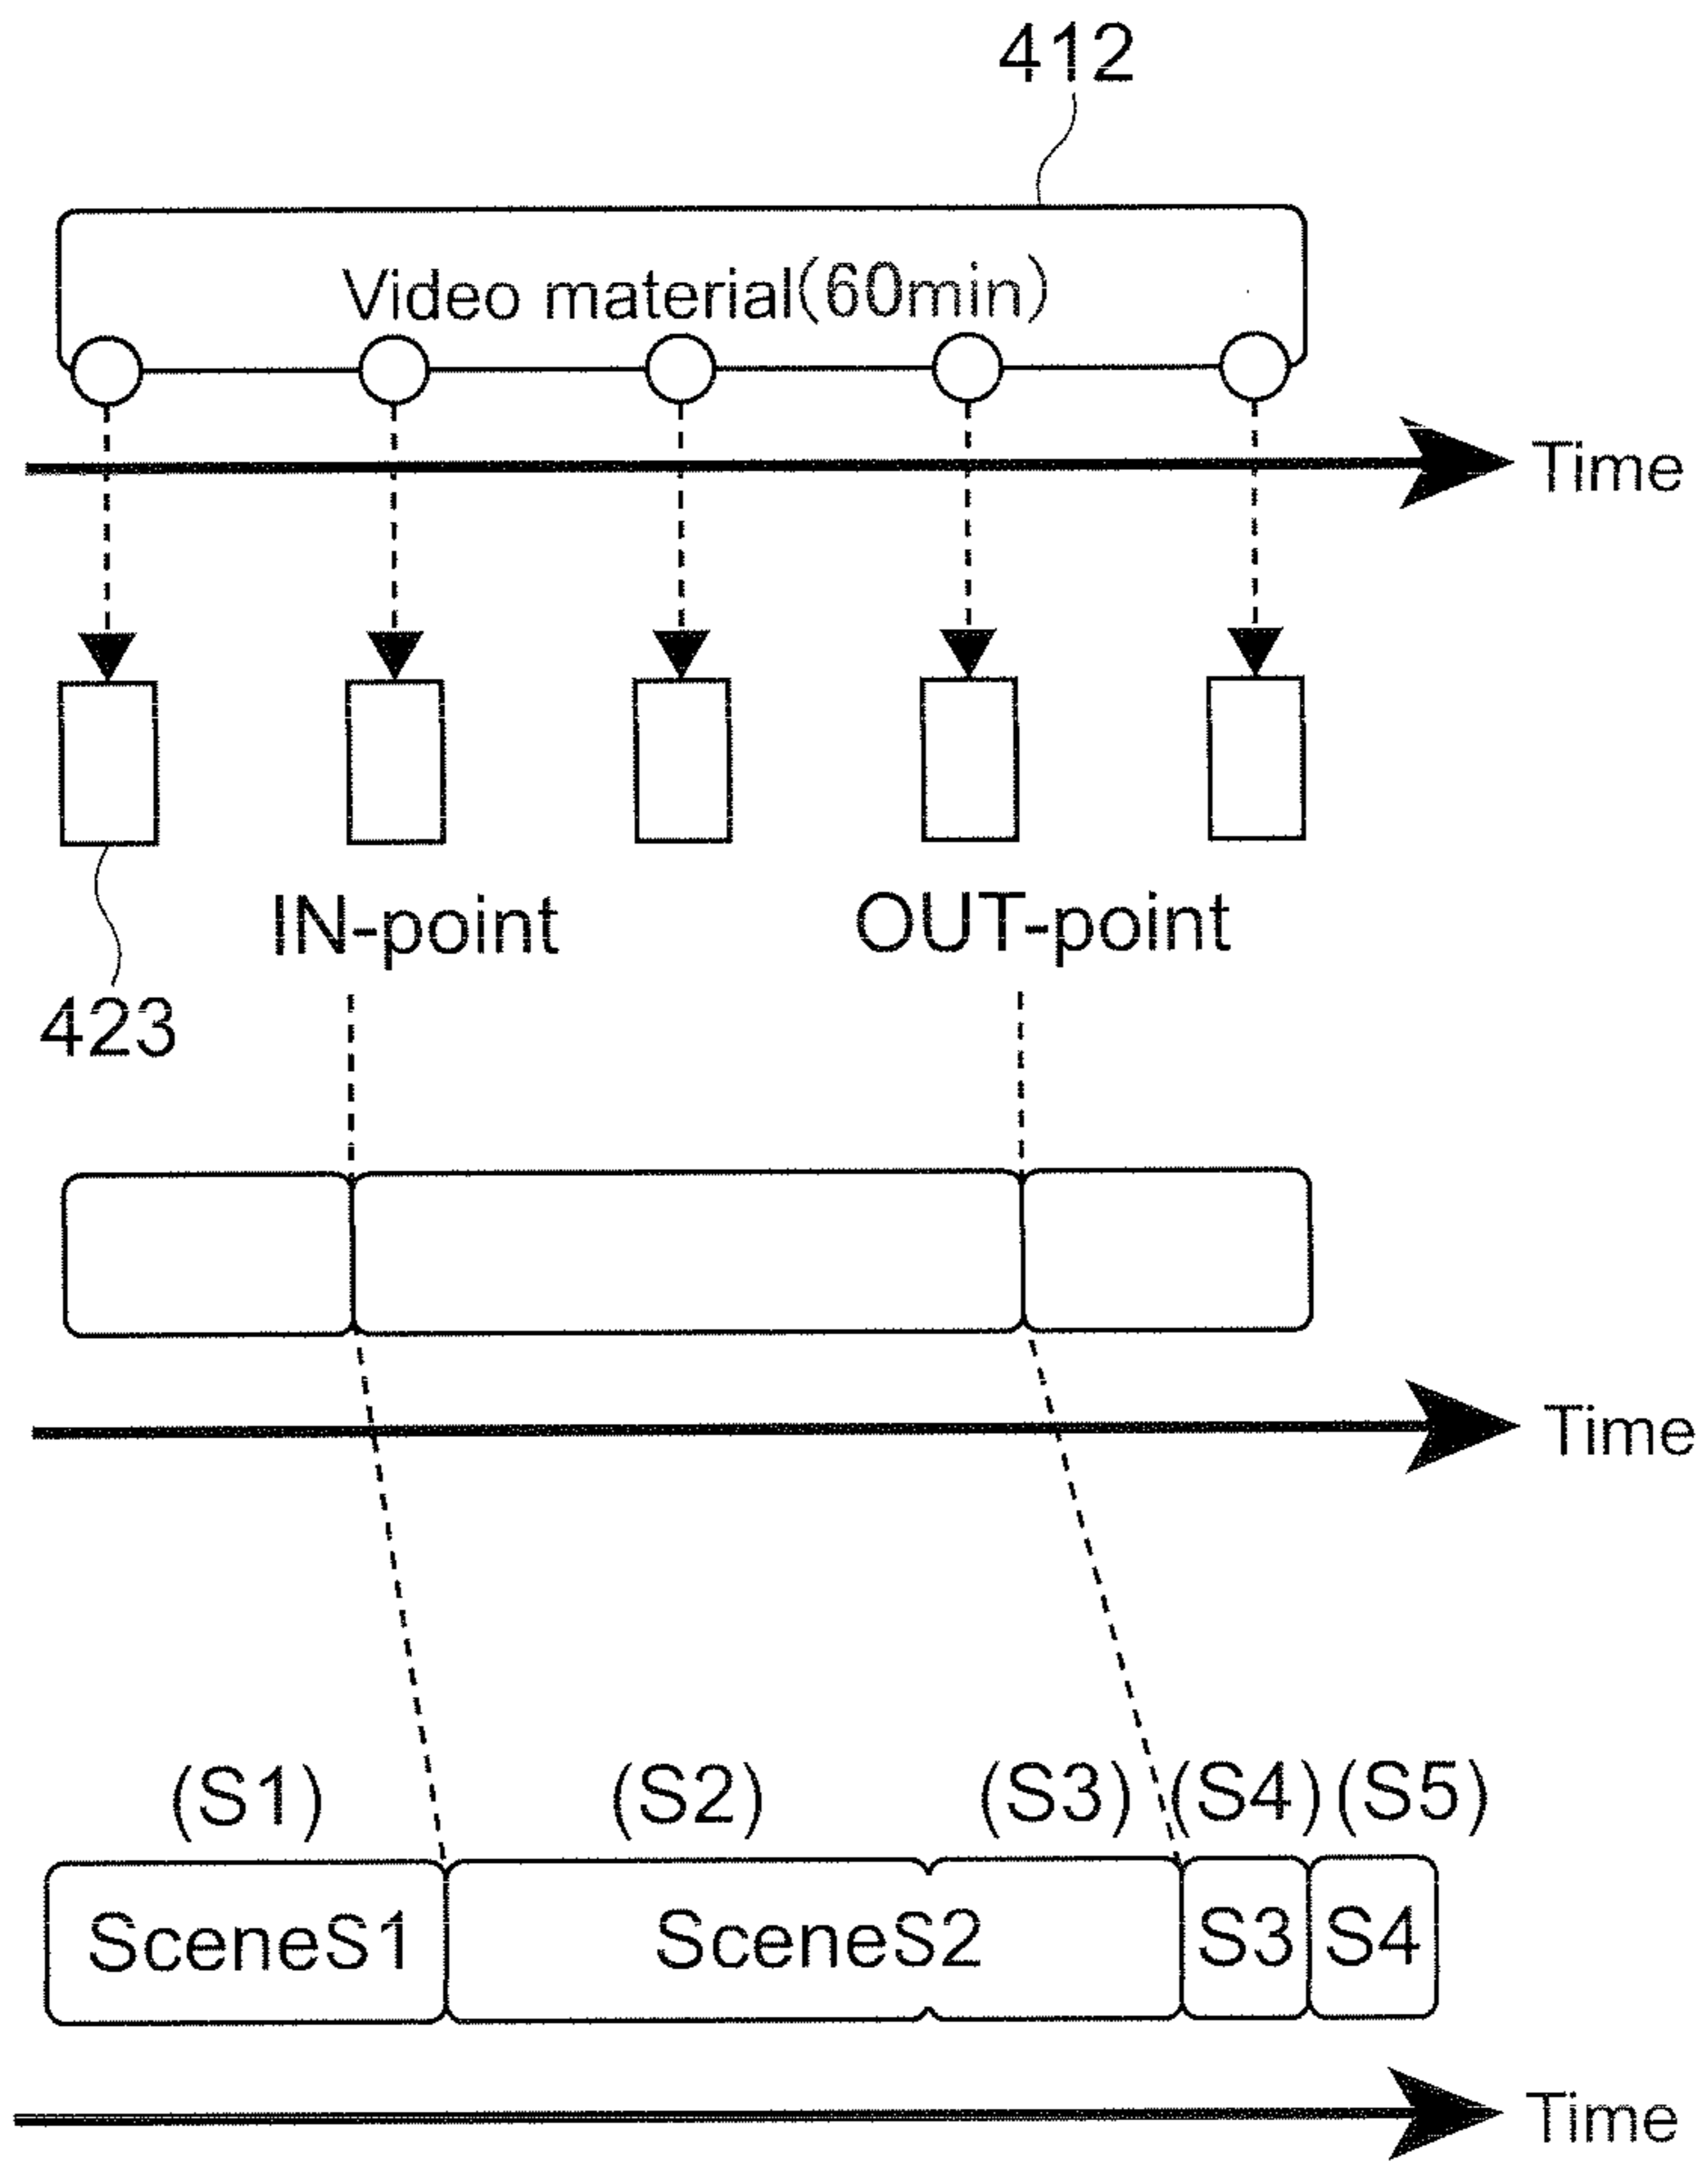 412
Video material(60min)
Time
IN-point
OUT-point
423
Time
(S1) (S2) (S3) (S4) (S5)
SceneS1 SceneS2 S3 S4
Time